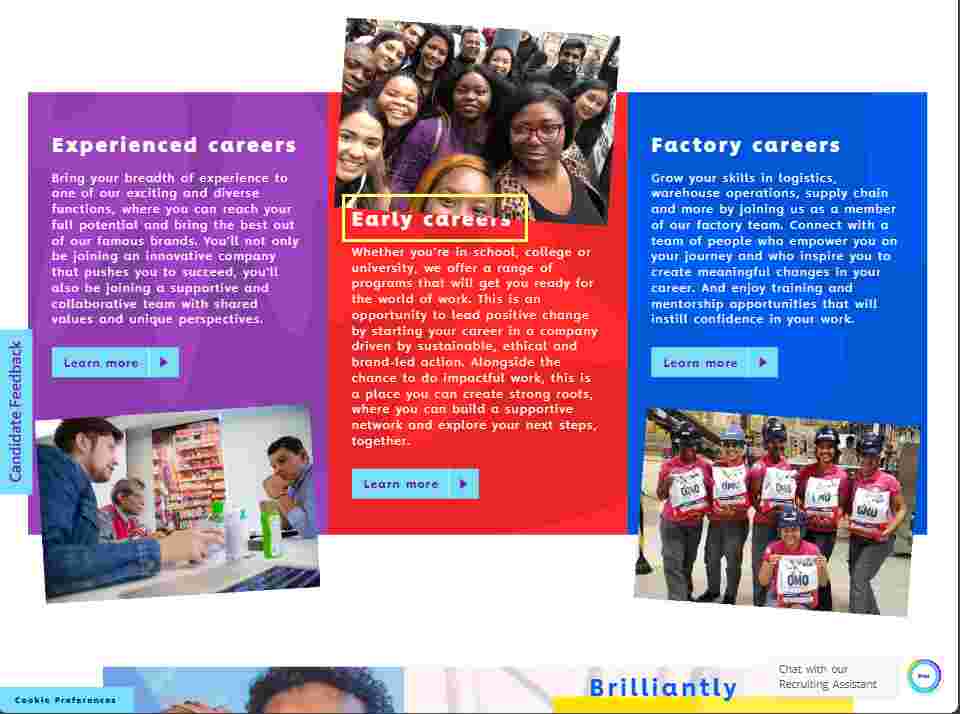 Experienced careers
Bring your breadth of experience to
one of our exciting and diverse
functions, where you can reach your
full potential and bring the best out
of our famous brands. You'll not only
be joining an innovative company
that pushes you to succeed, you'll
also be joining a supportive and
collaborative team with shared
values and unique perspectives.
Learn more
Early careers
Whether you're in school, college or
university, we offer a range of
programs that will get you ready for
the world of work. This is an
opportunity to lead positive change
by starting your career in a company
driven by sustainable, ethical and
brand-led action. Alongside the
chance to do impactful work, this is
a place you can create strong roots,
where you can build a supportive
network and explore your next steps,
together.
Learn more
Factory careers
Grow your skills in logistics,
warehouse operations, supply chain
and more by joining us as a member
of our factory team. Connect with a
team of people who empower you on
your journey and who inspire you to
create meaningful changes in your
career. And enjoy training and
mentorship opportunities that will
instill confidence in your work.
Learn more
OMO
OMO
OMO
OMO
OMO
OMO
Candidate Feedback
Brilliantly
Chat with our
Recruiting Assistant
Cookie Preferences